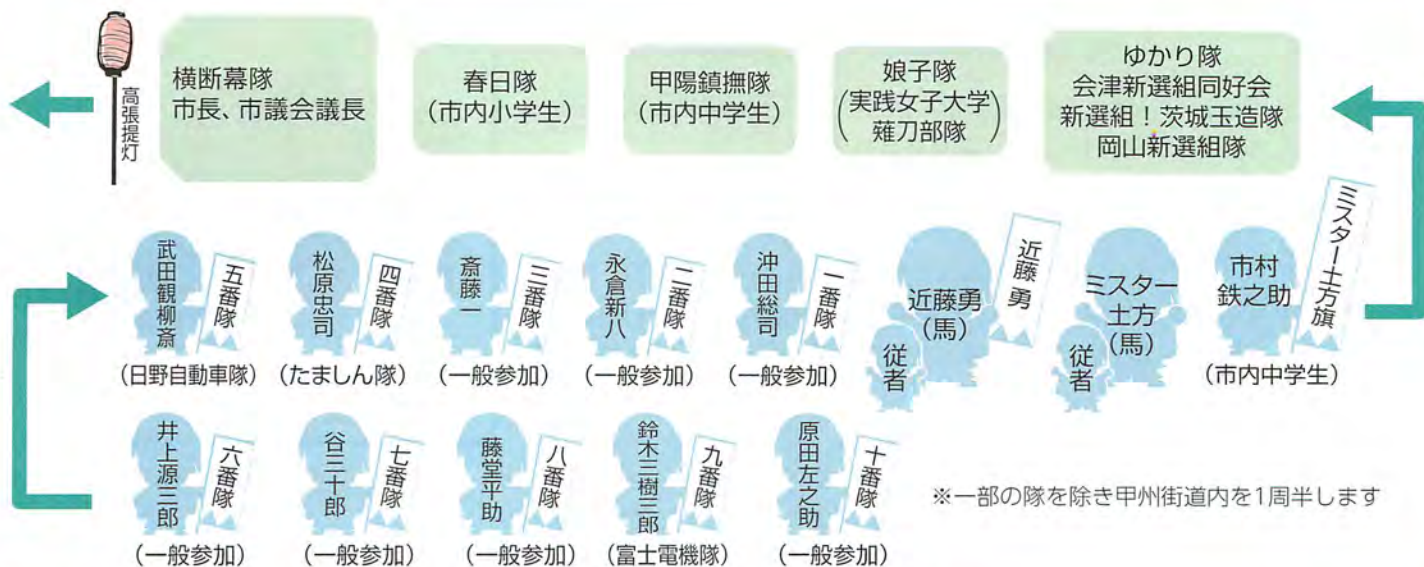 高張提灯
横断幕隊
市長、市議会議長
春日隊
(市内小学生)
甲陽鎮撫隊
(市内中学生)
娘子隊
(実践女子大学
薙刀部隊)
ゆかり隊
会津新選組同好会
新選組！茨城玉造隊
岡山新選組隊
ミスター土方旗
市村
鉄之助
(市内中学生)
ミスター
土方
(馬)
従者
近藤 勇
近藤勇
(馬)
従者
一番隊
沖田総司
(一般参加)
二番隊
永倉新八
(一般参加)
三番隊
斎藤一
(一般参加)
四番隊
松原忠司
(たましん隊)
五番隊
武田観柳斎
(日野自動車隊)
六番隊
井上源三郎
(一般参加)
七番隊
谷三十郎
(一般参加)
八番隊
藤堂平助
(一般参加)
九番隊
鈴木三樹三郎
(富士電機隊)
十番隊
原田左之助
(一般参加)
※一部の隊を除き甲州街道内を1周半します